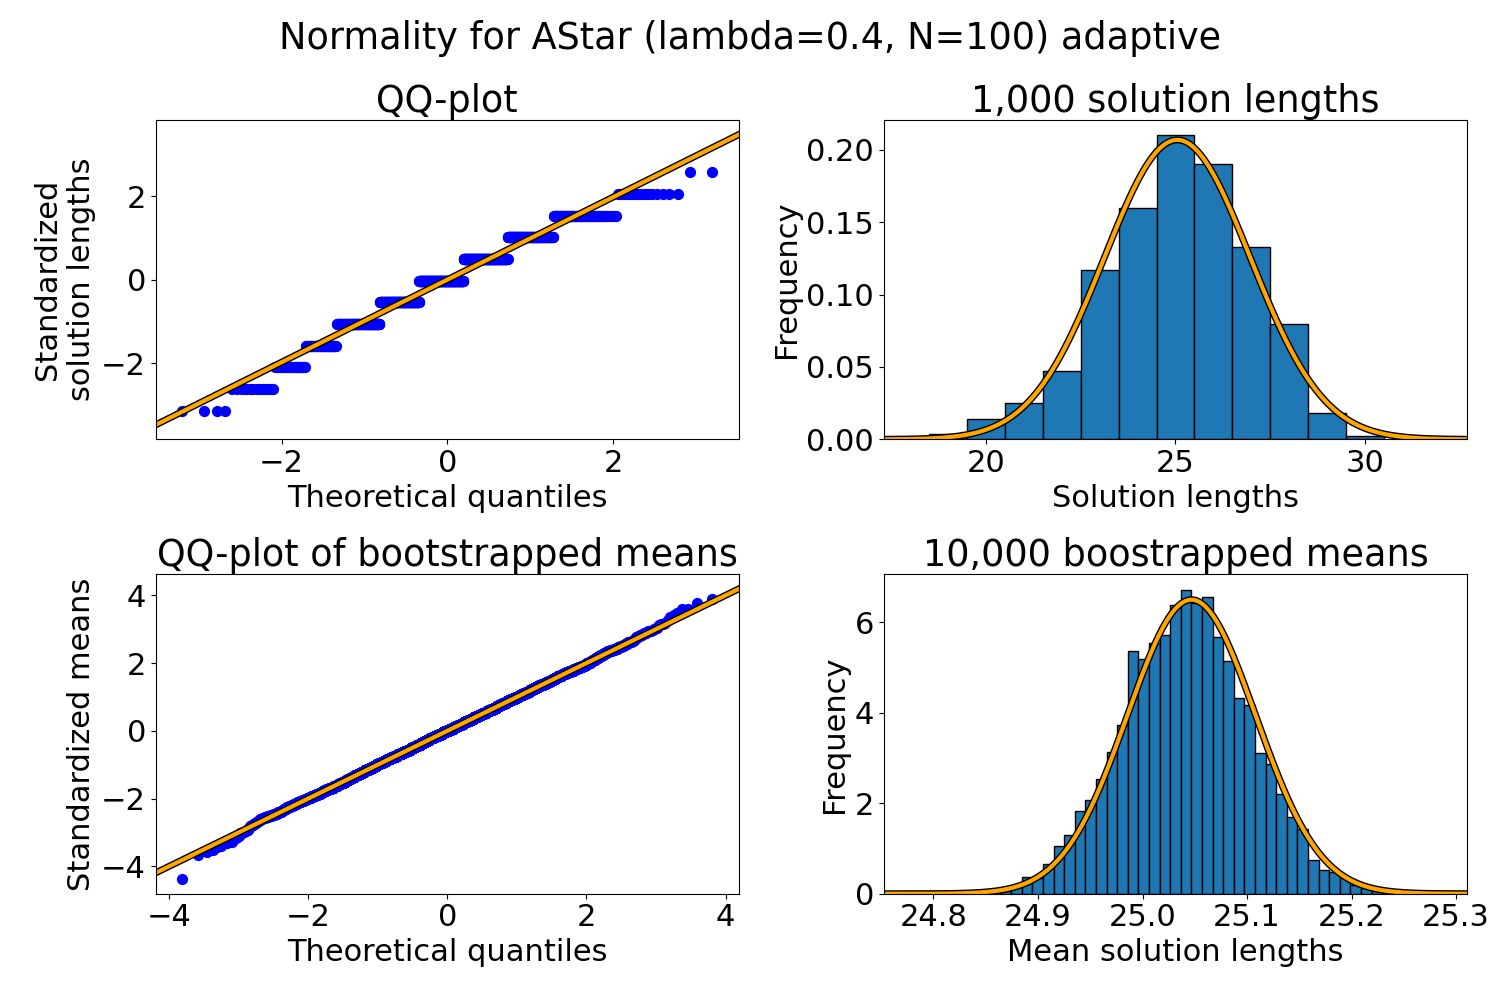 Normality for AStar (lambda=0.4, N=100) adaptive
QQ-plot
Standardized
solution lengths
2
0
−2
−2
0
2
Theoretical quantiles
1,000 solution lengths
Frequency
0.20
0.15
0.10
0.05
0.00
20
25
30
Solution lengths
QQ-plot of bootstrapped means
Standardized means
4
2
0
−2
−4
−4
−2
0
2
4
Theoretical quantiles
10,000 boostrapped means
Frequency
6
4
2
0
24.8
24.9
25.0
25.1
25.2
25.3
Mean solution lengths